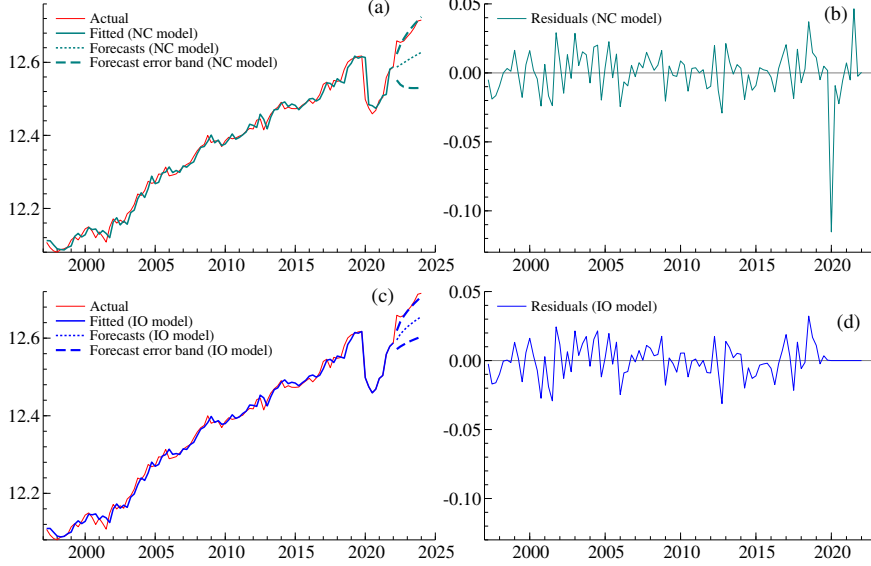 (a)
Actual
Fitted (NC model)
Forecasts (NC model)
Forecast error band (NC model)
12.6
12.4
12.2
2000 2005 2010 2015 2020 2025
(b)
Residuals (NC model)
0.05
0.00
-0.05
-0.10
2000 2005 2010 2015 2020
(c)
Actual
Fitted (IO model)
Forecasts (IO model)
Forecast error band (IO model)
12.6
12.4
12.2
2000 2005 2010 2015 2020 2025
(d)
Residuals (IO model)
0.05
0.00
-0.05
-0.10
2000 2005 2010 2015 2020